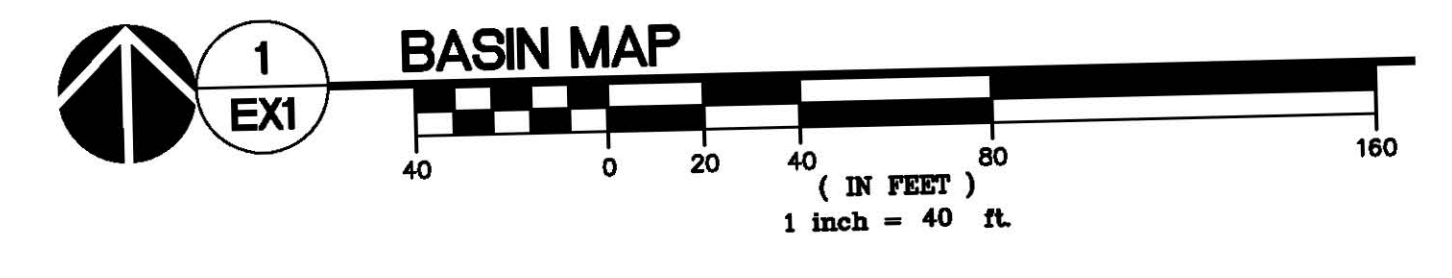 1
EX1
BASIN MAP
40 0 20 40 80 160
( IN FEET )
1 inch = 40 ft.